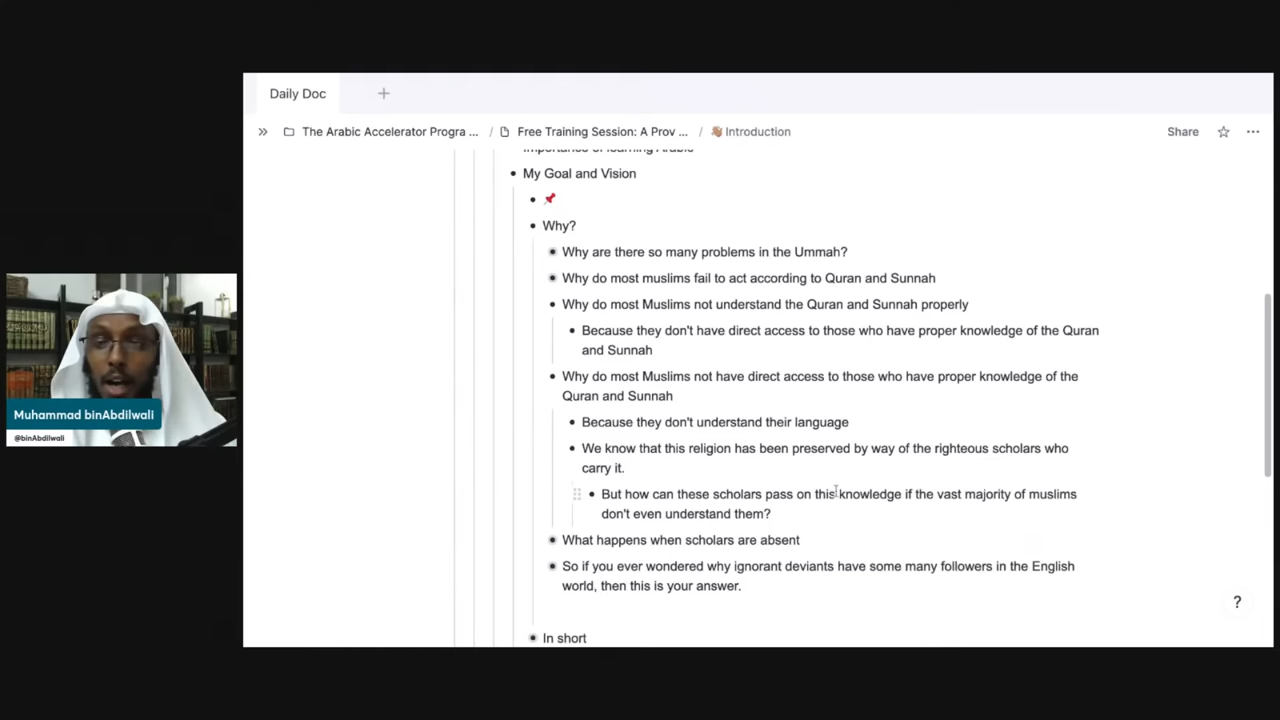 Daily Doc
The Arabic Accelerator Progra ... / Free Training Session: A Prov ... / Introduction
Share
Importance of learning Arabic
My Goal and Vision
Why?
Why are there so many problems in the Ummah?
Why do most muslims fail to act according to Quran and Sunnah
Why do most Muslims not understand the Quran and Sunnah properly
Because they don't have direct access to those who have proper knowledge of the Quran
and Sunnah
Why do most Muslims not have direct access to those who have proper knowledge of the
Quran and Sunnah
Because they don't understand their language
We know that this religion has been preserved by way of the righteous scholars who
carry it.
But how can these scholars pass on this knowledge if the vast majority of muslims
don't even understand them?
What happens when scholars are absent
So if you ever wondered why ignorant deviants have some many followers in the English
world, then this is your answer.
?
In short
Muhammad binAbdilwali
@binAbdilwali